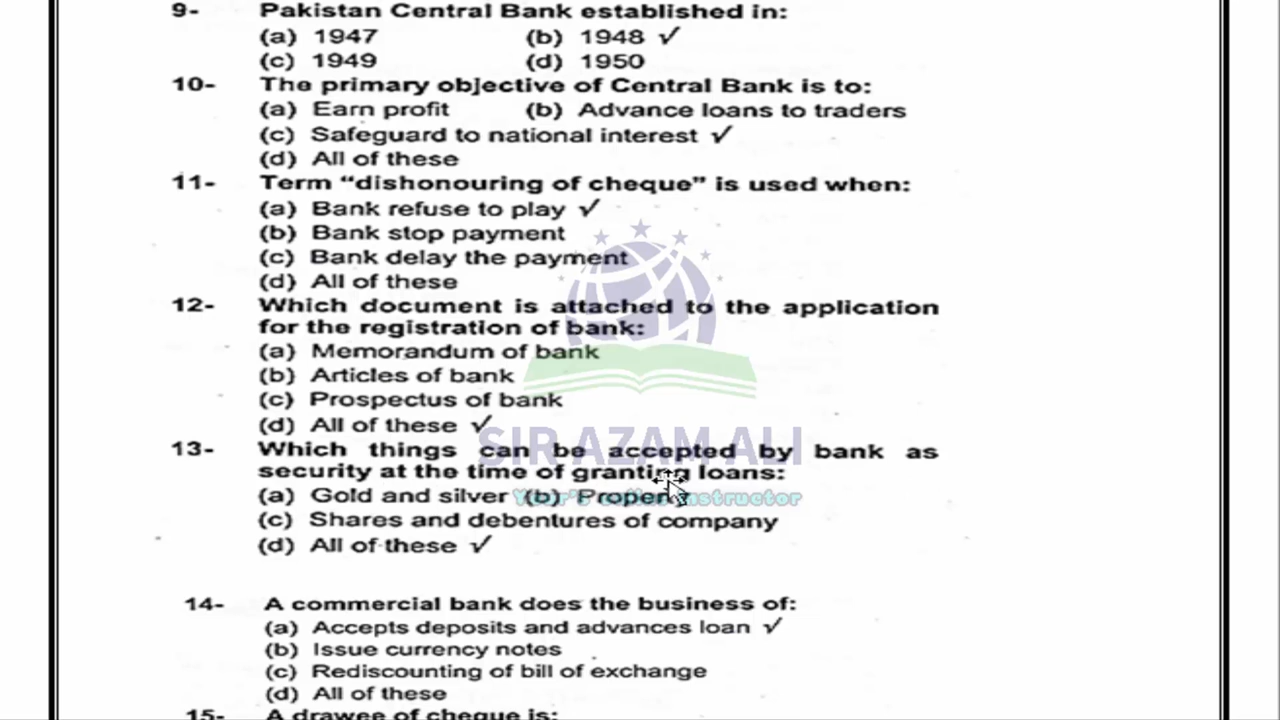 9- Pakistan Central Bank established in:
(a) 1947 (b) 1948 ✓
(c) 1949 (d) 1950
10- The primary objective of Central Bank is to:
(a) Earn profit (b) Advance loans to traders
(c) Safeguard to national interest ✓
(d) All of these
11- Term “dishonouring of cheque” is used when:
(a) Bank refuse to play ✓
(b) Bank stop payment
(c) Bank delay the payment
(d) All of these
12- Which document is attached to the application
for the registration of bank:
(a) Memorandum of bank
(b) Articles of bank
(c) Prospectus of bank
(d) All of these ✓
SIR AZAM ALI
13- Which things can be accepted by bank as
security at the time of granting loans:
(a) Gold and silver (b)
(c) Shares and debentures of company
(d) All of these ✓
14- A commercial bank does the business of:
(a) Accepts deposits and advances loan ✓
(b) Issue currency notes
(c) Rediscounting of bill of exchange
(d) All of these
15- A drawee of cheque is: